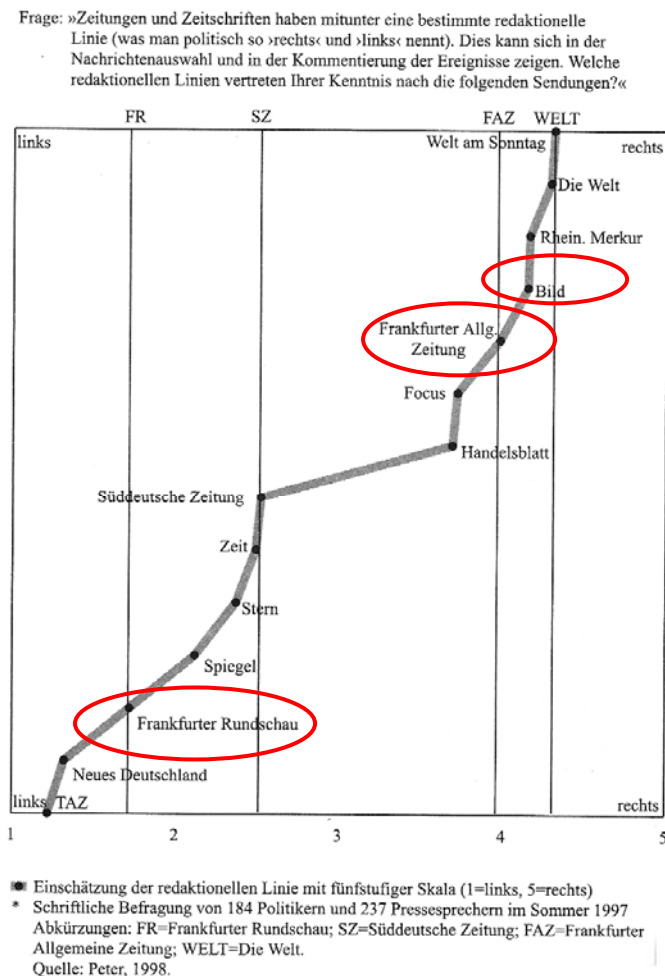 Frage: »Zeitungen und Zeitschriften haben mitunter eine bestimmte redaktionelle
Linie (was man politisch so ›rechts‹ und ›links‹ nennt). Dies kann sich in der
Nachrichtenauswahl und in der Kommentierung der Ereignisse zeigen. Welche
redaktionellen Linien vertreten Ihrer Kenntnis nach die folgenden Sendungen?«
FR SZ FAZ WELT
links Welt am Sonntag rechts
Die Welt
Rhein. Merkur
Bild
Frankfurter Allg.
Zeitung
Focus
Handelsblatt
Süddeutsche Zeitung
Zeit
Stern
Spiegel
Frankfurter Rundschau
Neues Deutschland
links TAZ rechts
1 2 3 4 5
Einschätzung der redaktionellen Linie mit fünfstufiger Skala (1=links, 5=rechts)
* Schriftliche Befragung von 184 Politikern und 237 Pressesprechern im Sommer 1997
Abkürzungen: FR=Frankfurter Rundschau; SZ=Süddeutsche Zeitung; FAZ=Frankfurter
Allgemeine Zeitung; WELT=Die Welt.
Quelle: Peter, 1998.